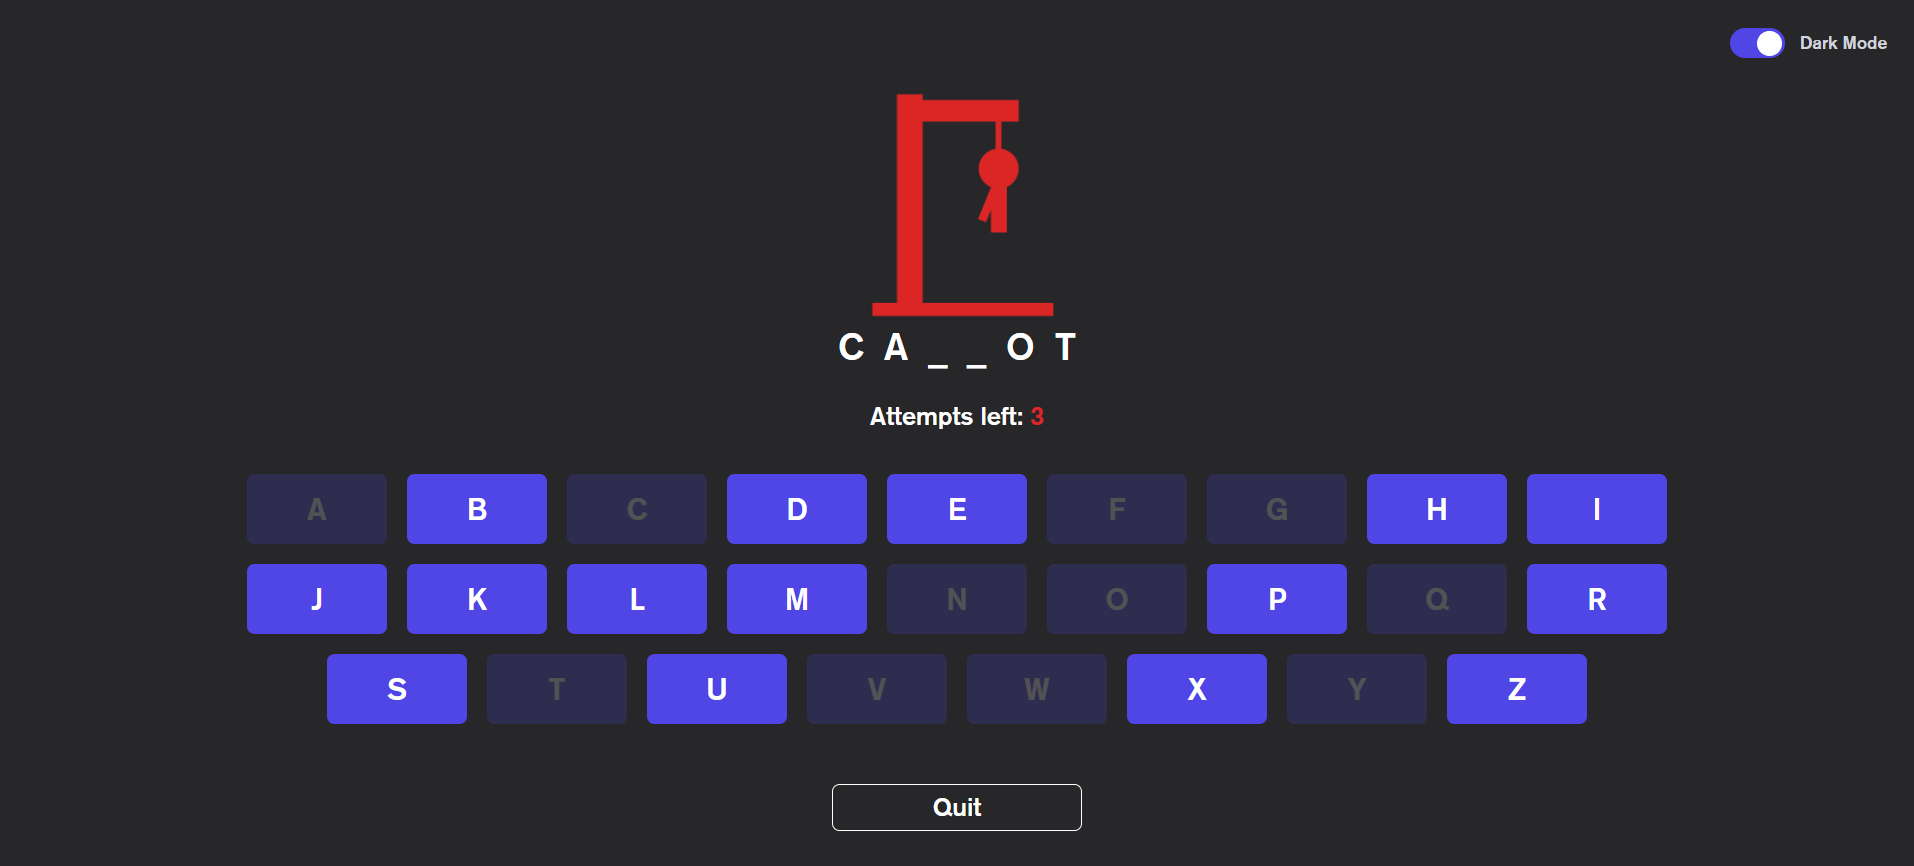 Dark Mode
C A _ _ O T
Attempts left: 3
A B C D E F G H I
J K L M N O P Q R
S T U V W X Y Z
Quit